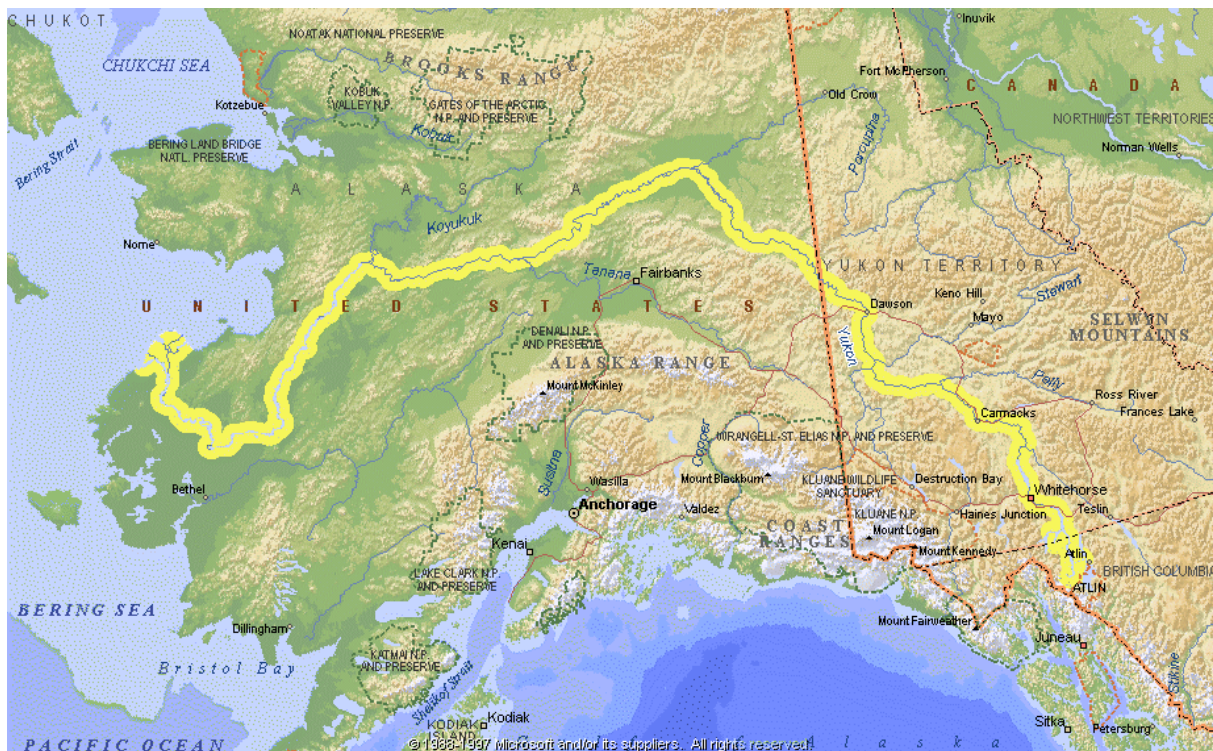 CHUKOT
Inuvik
NOATAK NATIONAL PRESERVE
CHUKCHI SEA
BROOKS RANGE
Fort McPherson
CANADA
KOBUK
VALLEY N.P.
GATES OF THE ARCTIC
N.P. AND PRESERVE
Old Crow
Kotzebue
NORTHWEST TERRITORIES
Kobuk
Porcupine
Bering Strait
BERING LAND BRIDGE
NATL. PRESERVE
Norman Wells
ALASKA
Koyukuk
Nome
Tanana
Fairbanks
YUKON TERRITORY
Keno Hill
Stewart
UNITED STATES
Dawson
Mayo
SELWYN
MOUNTAINS
DENALI N.P.
AND PRESERVE
Yukon
ALASKA RANGE
Mount McKinley
Pelly
Ross River
Carmacks
Frances Lake
WRANGELL-ST. ELIAS N.P. AND PRESERVE
Copper
Susitna
Bethel
Wasilla
Mount Blackburn
KLUANE WILDLIFE
SANCTUARY
Destruction Bay
Whitehorse
Anchorage
Valdez
KLUANE N.P.
Haines Junction
Teslin
COAST
RANGES
Mount Logan
Kenai
Mount Kennedy
Atlin
BRITISH COLUMBIA
LAKE CLARK N.P.
AND PRESERVE
ATLIN
BERING SEA
Mount Fairweather
Dillingham
Juneau
Bristol Bay
KATMAI N.P.
AND PRESERVE
Shelikof Strait
Stikine
KODIAK
ISLAND
Kodiak
Sitka
Petersburg
PACIFIC OCEAN
Gulf of Alaska
© 1988-1997 Microsoft and/or its suppliers. All rights reserved.